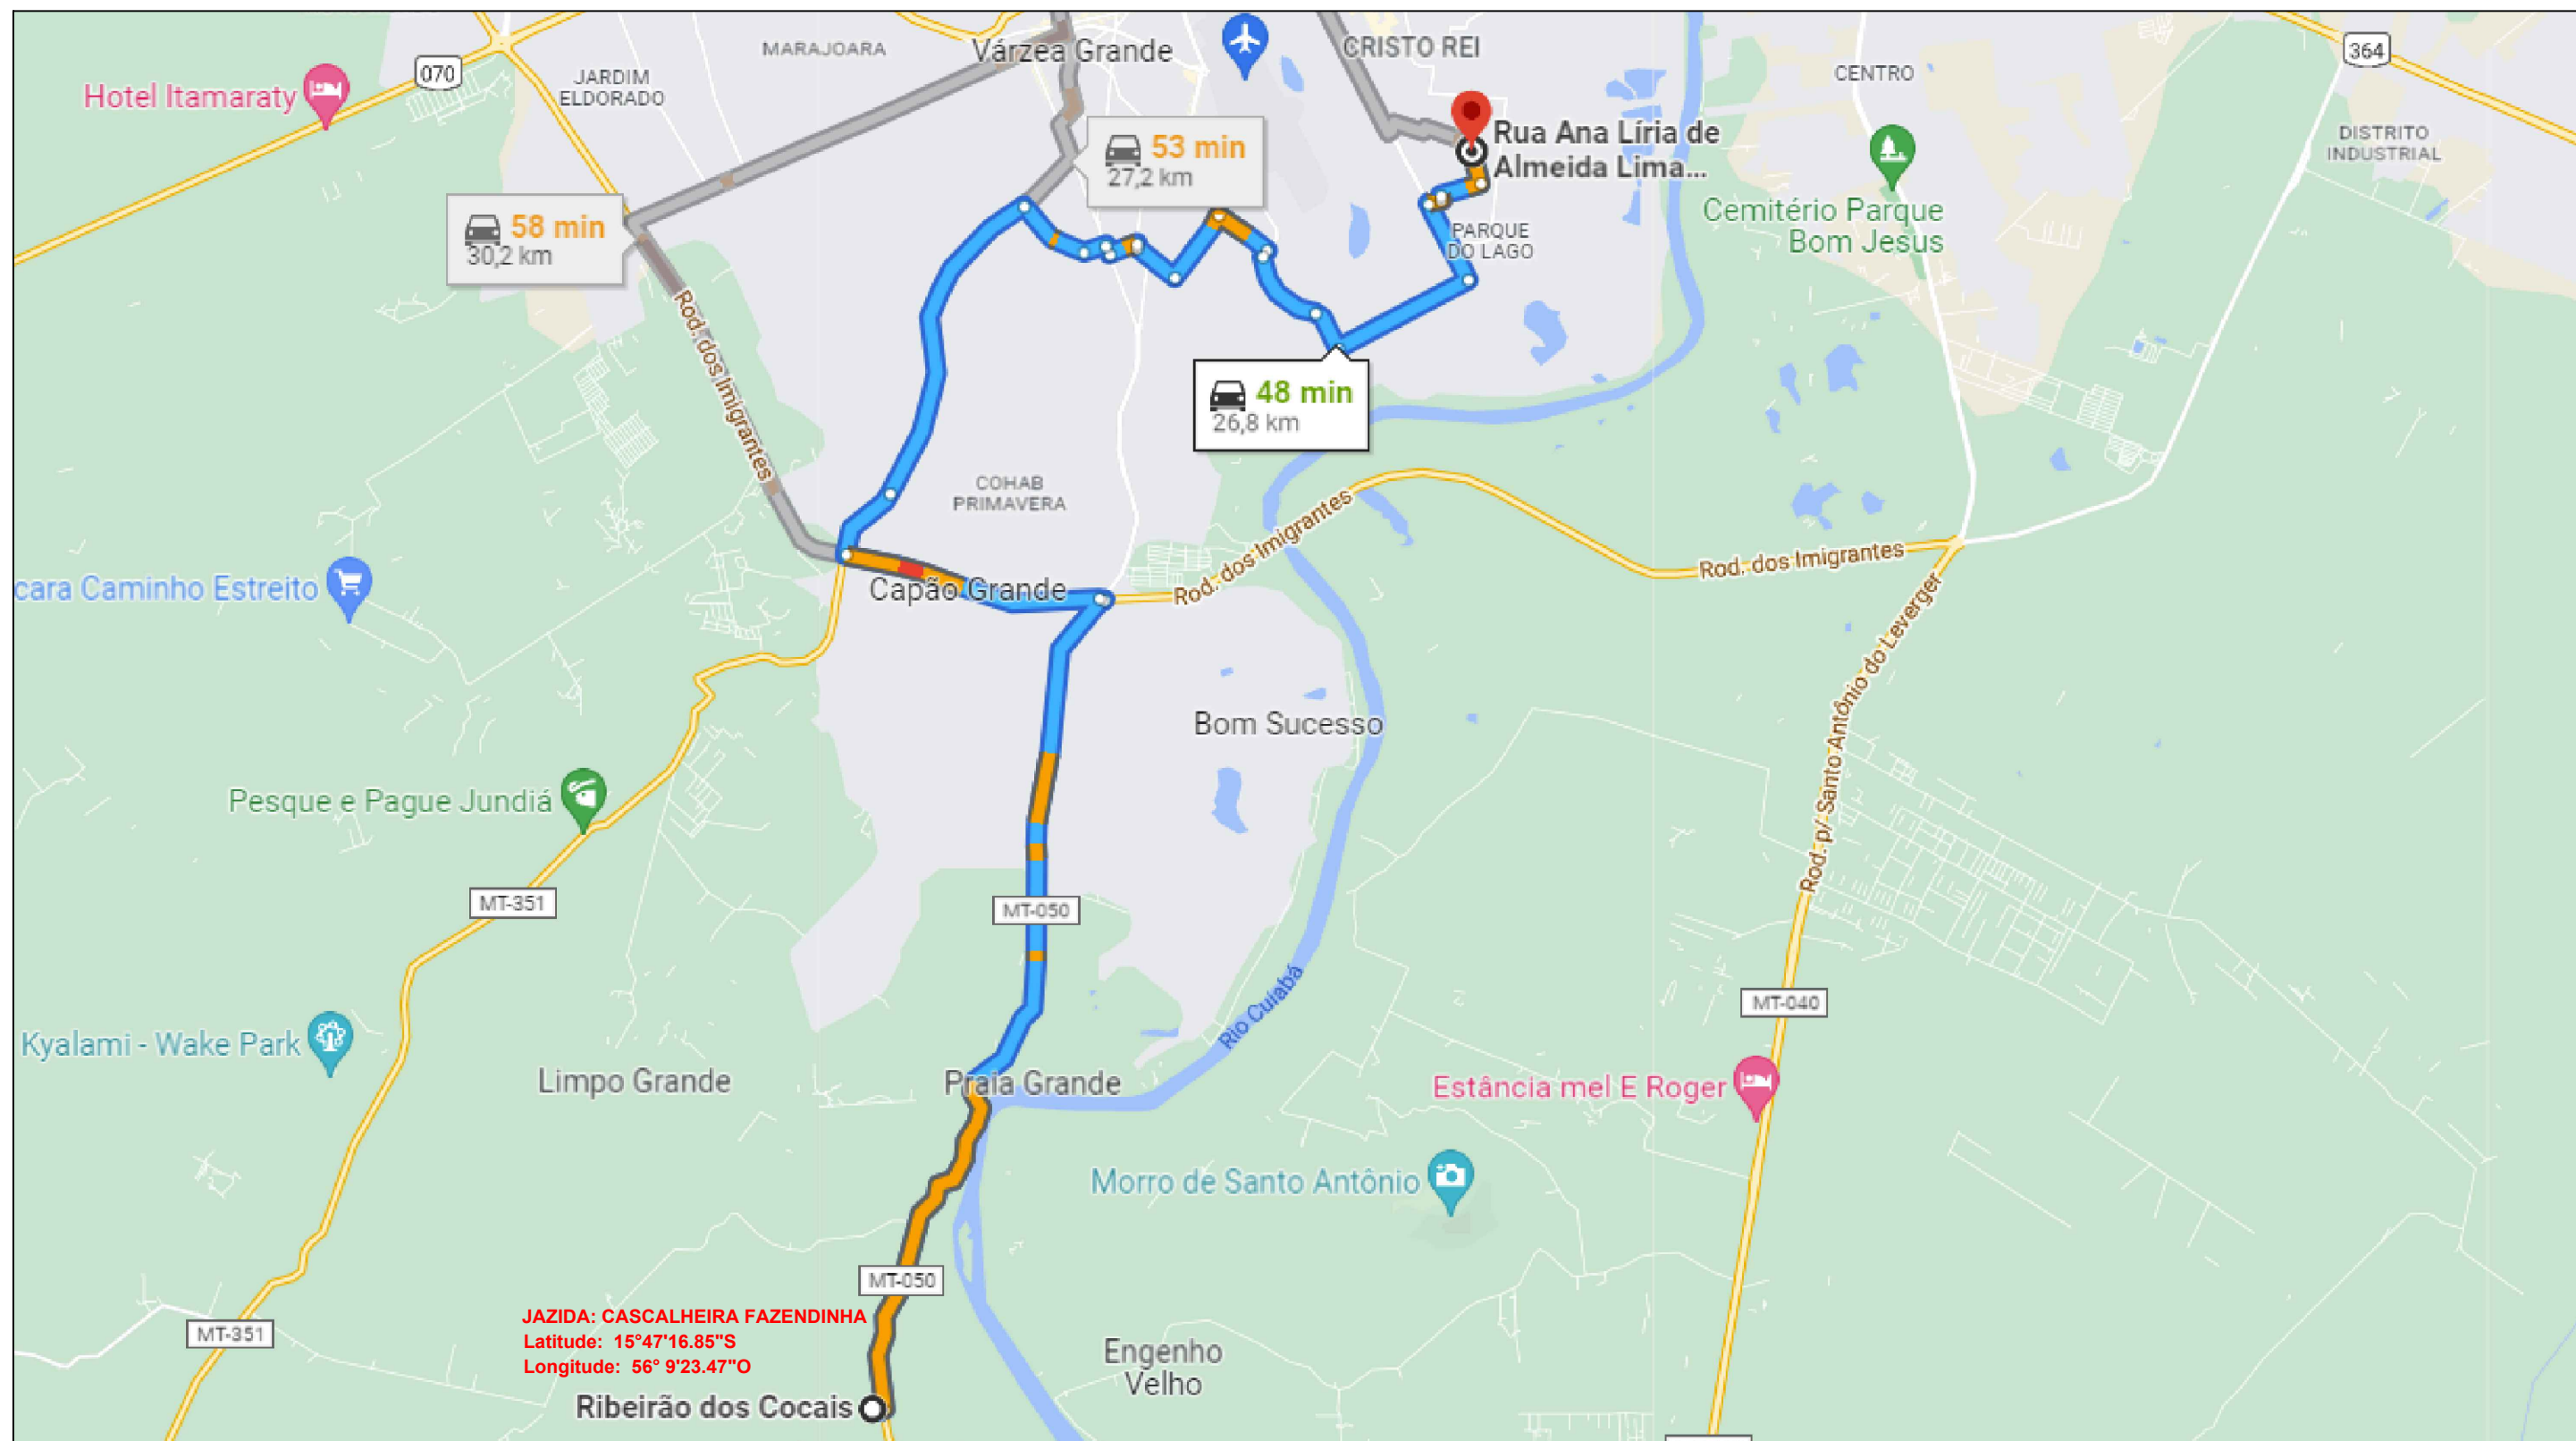 MARAJOARA
Várzea Grande
CRISTO REI
364
070
JARDIM
ELDORADO
CENTRO
Hotel Itamaraty
53 min
27,2 km
Rua Ana Líria de
Almeida Lima...
DISTRITO
INDUSTRIAL
58 min
30,2 km
PARQUE
DO LAGO
Cemitério Parque
Bom Jesus
Rod. dos Imigrantes
48 min
26,8 km
COHAB
PRIMAVERA
Rod. dos Imigrantes
Rod. dos Imigrantes
cara Caminho Estreito
Capão Grande
Rod. p/ Santo Antônio do Leverger
Bom Sucesso
Pesque e Pague Jundiá
MT-351
MT-050
Rio Cuiabá
MT-040
Kyalami - Wake Park
Limpo Grande
Praia Grande
Estância mel E Roger
Morro de Santo Antônio
MT-050
JAZIDA: CASCALHEIRA FAZENDINHA
Latitude: 15°47'16.85"S
Longitude: 56° 9'23.47"O
MT-351
Engenho
Velho
Ribeirão dos Cocais